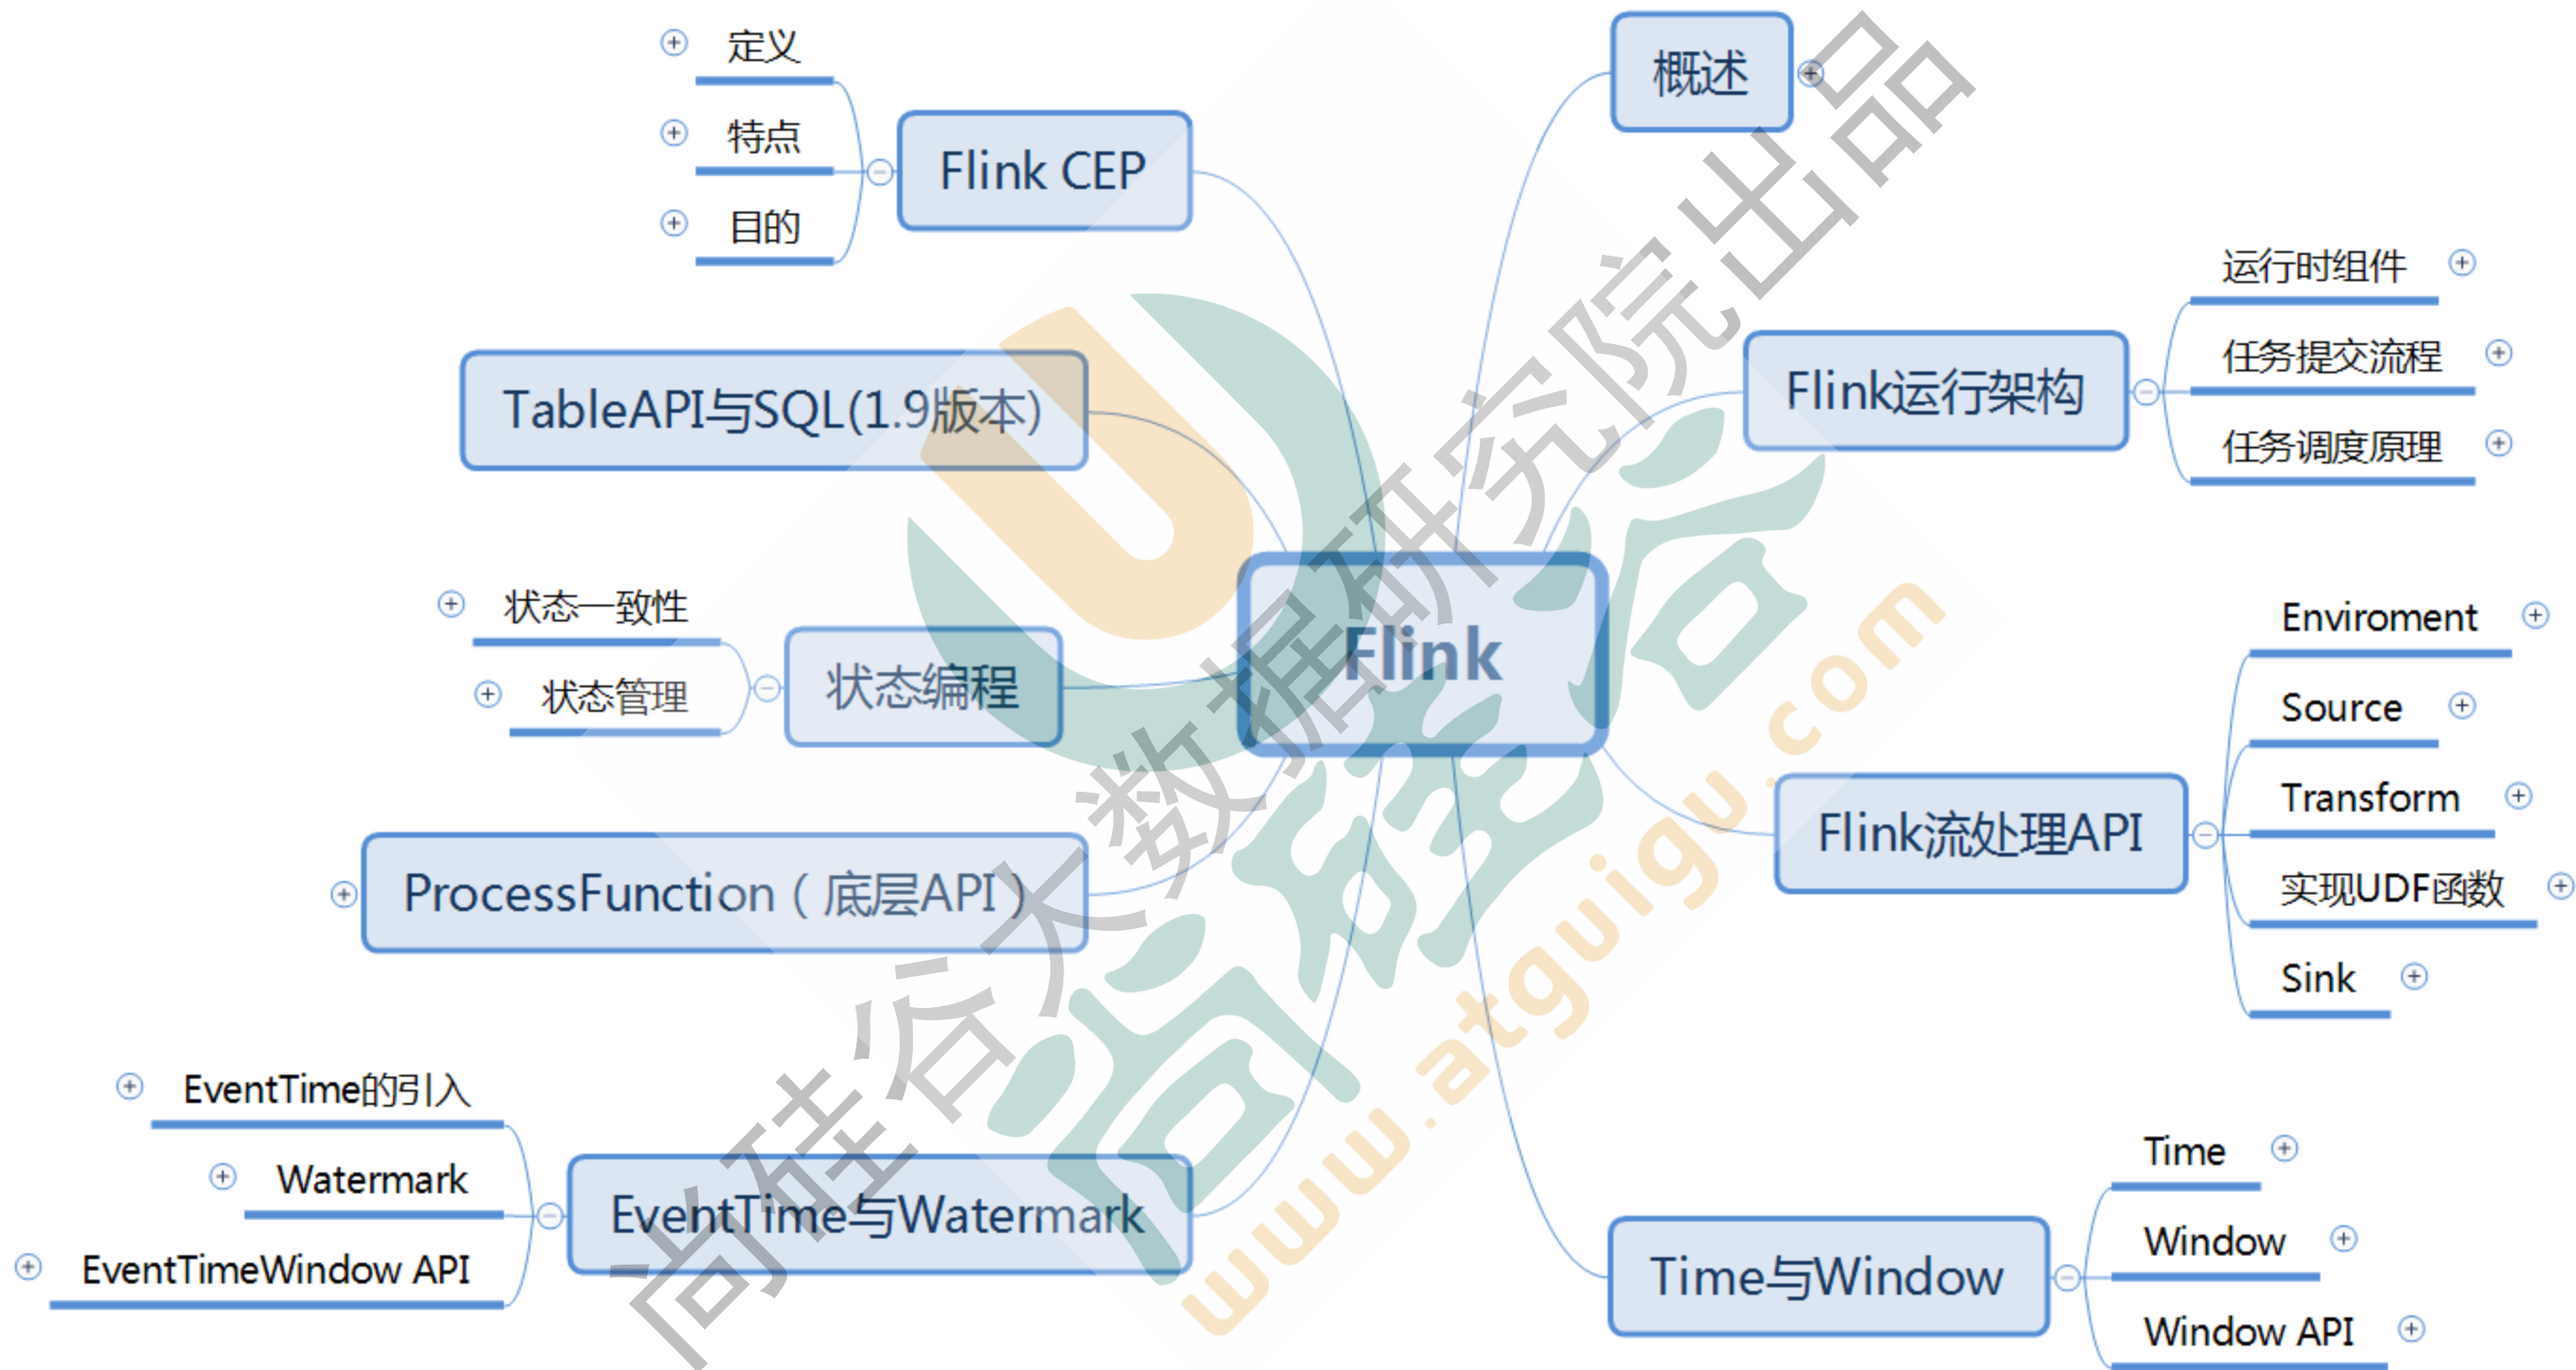 概述
Flink运行架构
运行时组件
任务提交流程
任务调度原理
Flink流处理API
Enviroment
Source
Transform
实现UDF函数
Sink
Time与Window
Time
Window
Window API
Flink
Flink CEP
定义
特点
目的
TableAPI与SQL(1.9版本)
状态编程
状态一致性
状态管理
ProcessFunction（底层API）
EventTime与Watermark
EventTime的引入
Watermark
EventTimeWindow API
尚硅谷大数据研究院出品
尚硅谷
www.atguigu.com